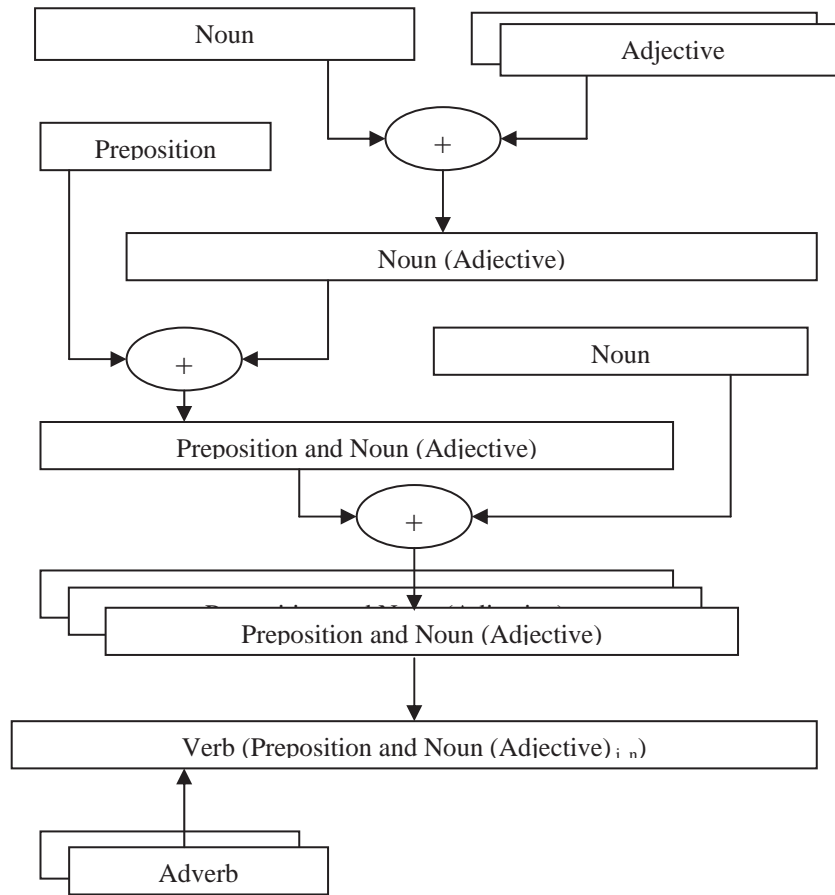 Noun
Adjective
+
Preposition
Noun (Adjective)
+
Noun
Preposition and Noun (Adjective)
+
Preposition and Noun (Adjective)
Verb (Preposition and Noun (Adjective) i n)
Adverb